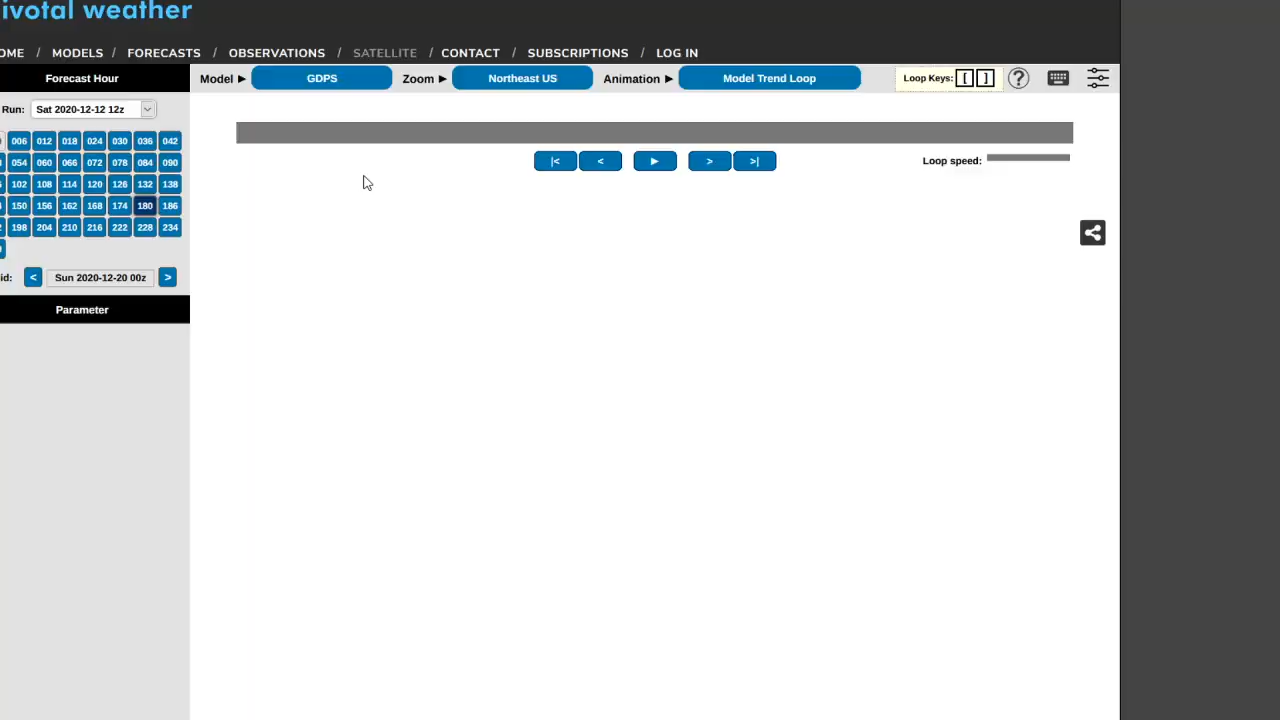 ivotal weather
OME / MODELS / FORECASTS / OBSERVATIONS / SATELLITE / CONTACT / SUBSCRIPTIONS / LOG IN
Forecast Hour
Model ▶ GDPS Zoom ▶ Northeast US Animation ▶ Model Trend Loop Loop Keys: [ ] ?
Run: Sat 2020-12-12 12z
006 012 018 024 030 036 042
054 060 066 072 078 084 090
102 108 114 120 126 132 138
150 156 162 168 174 180 186
198 204 210 216 222 228 234
|< < ▶ > >| Loop speed:
id: < Sun 2020-12-20 00z >
Parameter